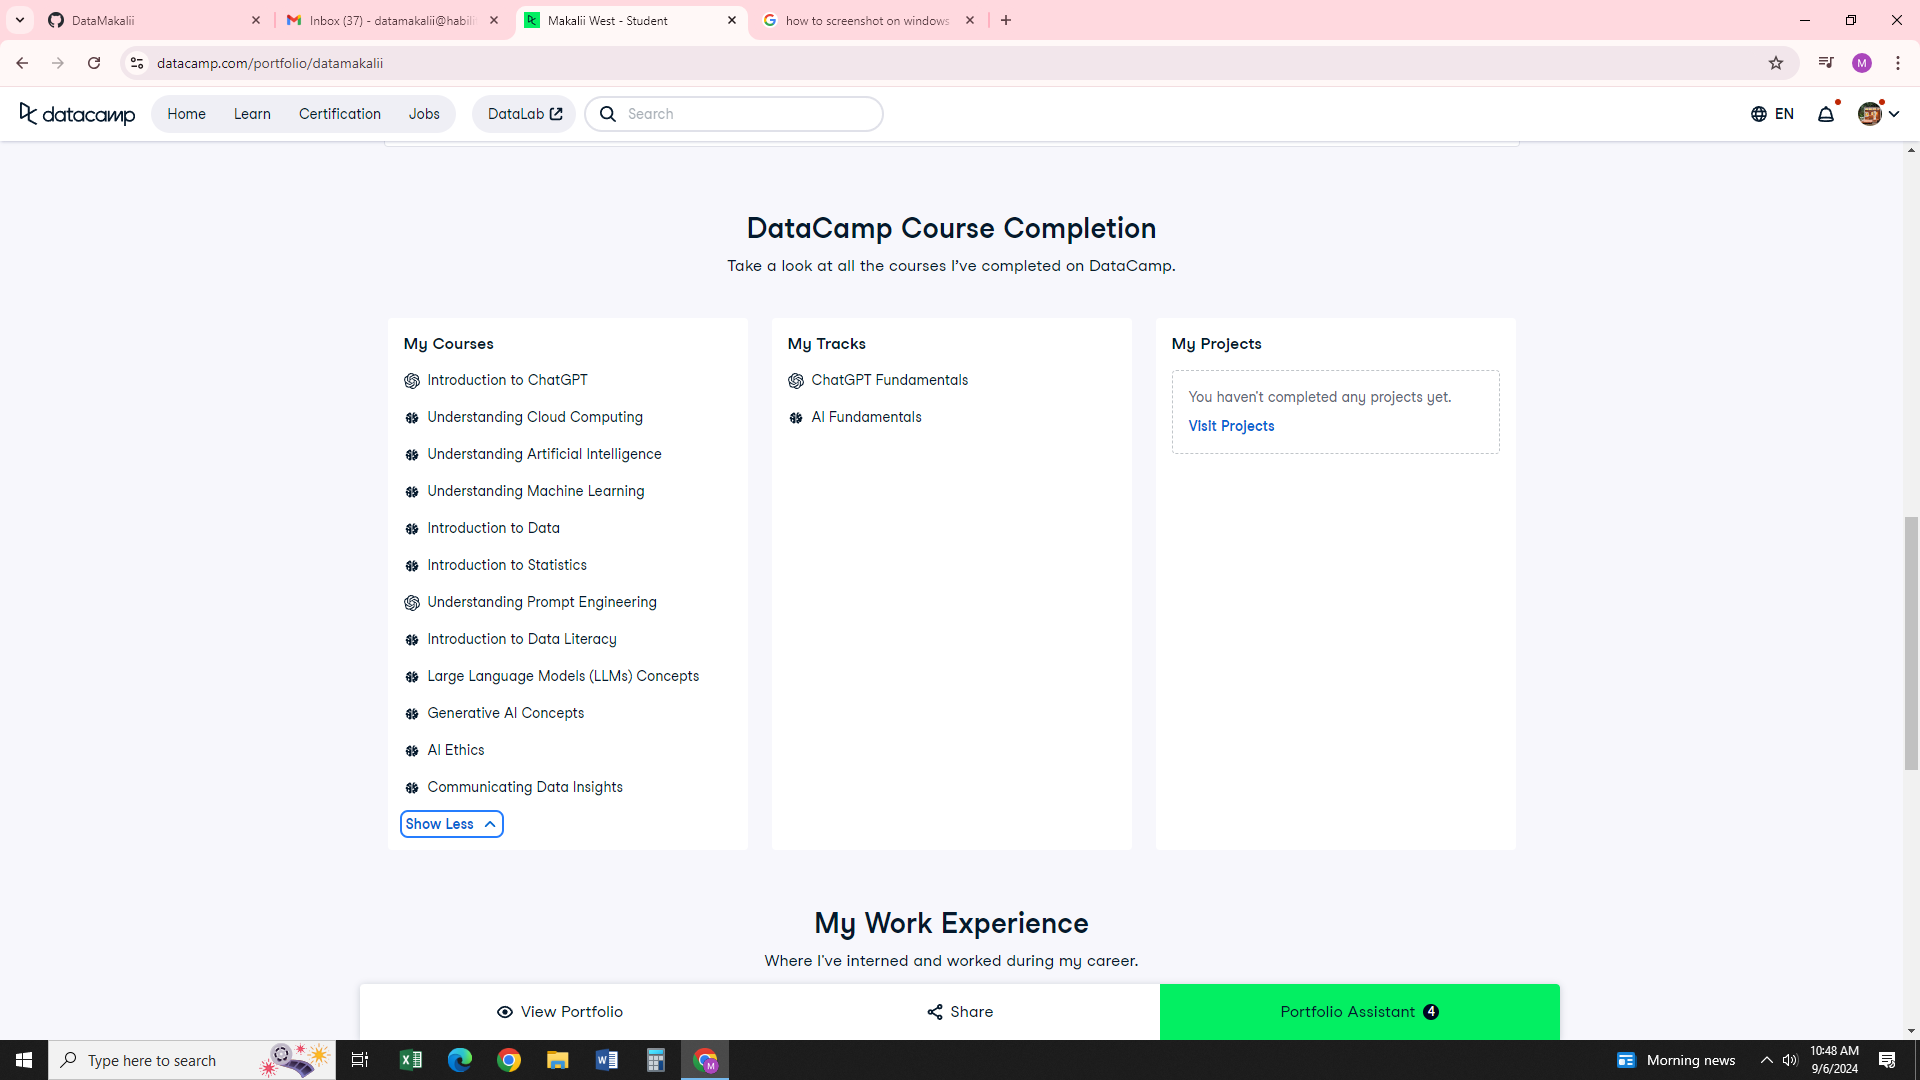 DataMakalii
Inbox (37) - datamakalii@habili
Makalii West - Student
how to screenshot on windows
datacamp.com/portfolio/datamakalii
M
datacamp
Home
Learn
Certification
Jobs
DataLab
Search
EN
DataCamp Course Completion
Take a look at all the courses I’ve completed on DataCamp.
My Courses
Introduction to ChatGPT
Understanding Cloud Computing
Understanding Artificial Intelligence
Understanding Machine Learning
Introduction to Data
Introduction to Statistics
Understanding Prompt Engineering
Introduction to Data Literacy
Large Language Models (LLMs) Concepts
Generative AI Concepts
AI Ethics
Communicating Data Insights
Show Less
My Tracks
ChatGPT Fundamentals
AI Fundamentals
My Projects
You haven't completed any projects yet.
Visit Projects
My Work Experience
Where I've interned and worked during my career.
View Portfolio
Share
Portfolio Assistant 4
Type here to search
M
Morning news
10:48 AM
9/6/2024